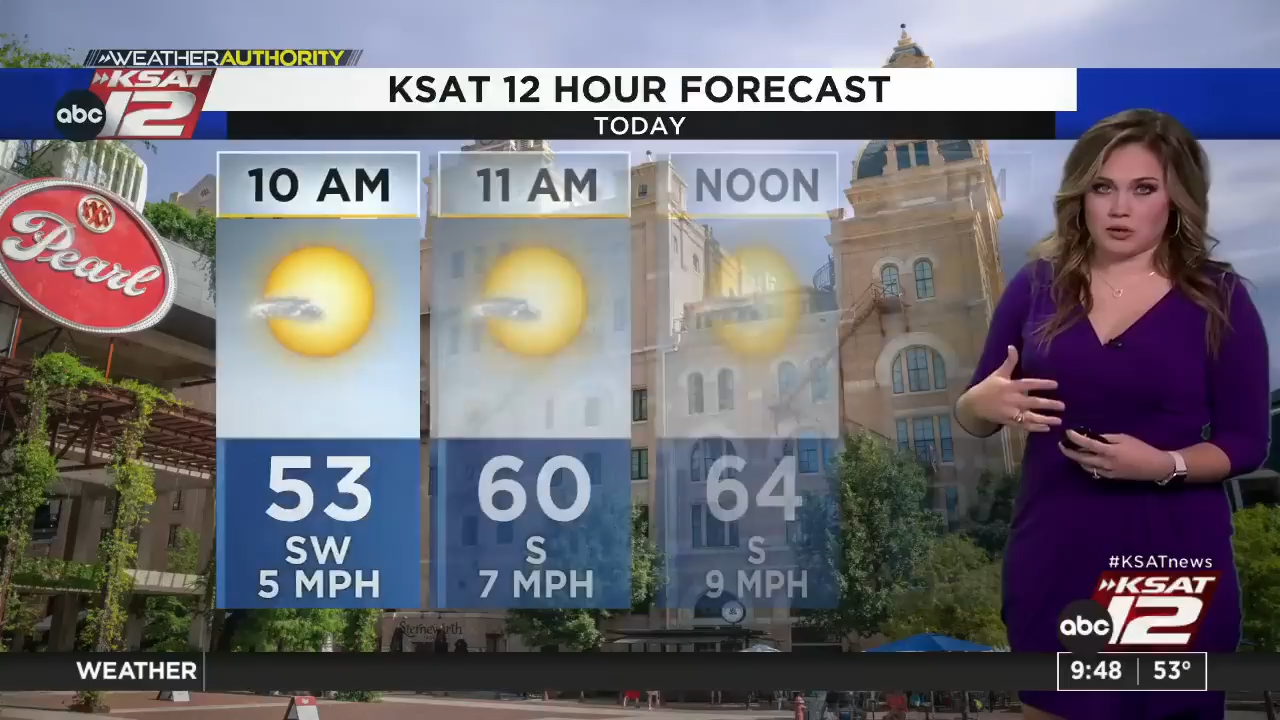 WEATHERAUTHORITY
KSAT
abc 12
KSAT 12 HOUR FORECAST
TODAY
10 AM
11 AM
NOON
PM
Pearl
53
60
64
SW
S
S
5 MPH
7 MPH
9 MPH
#KSATnews
KSAT
abc 12
WEATHER
9:48
53°